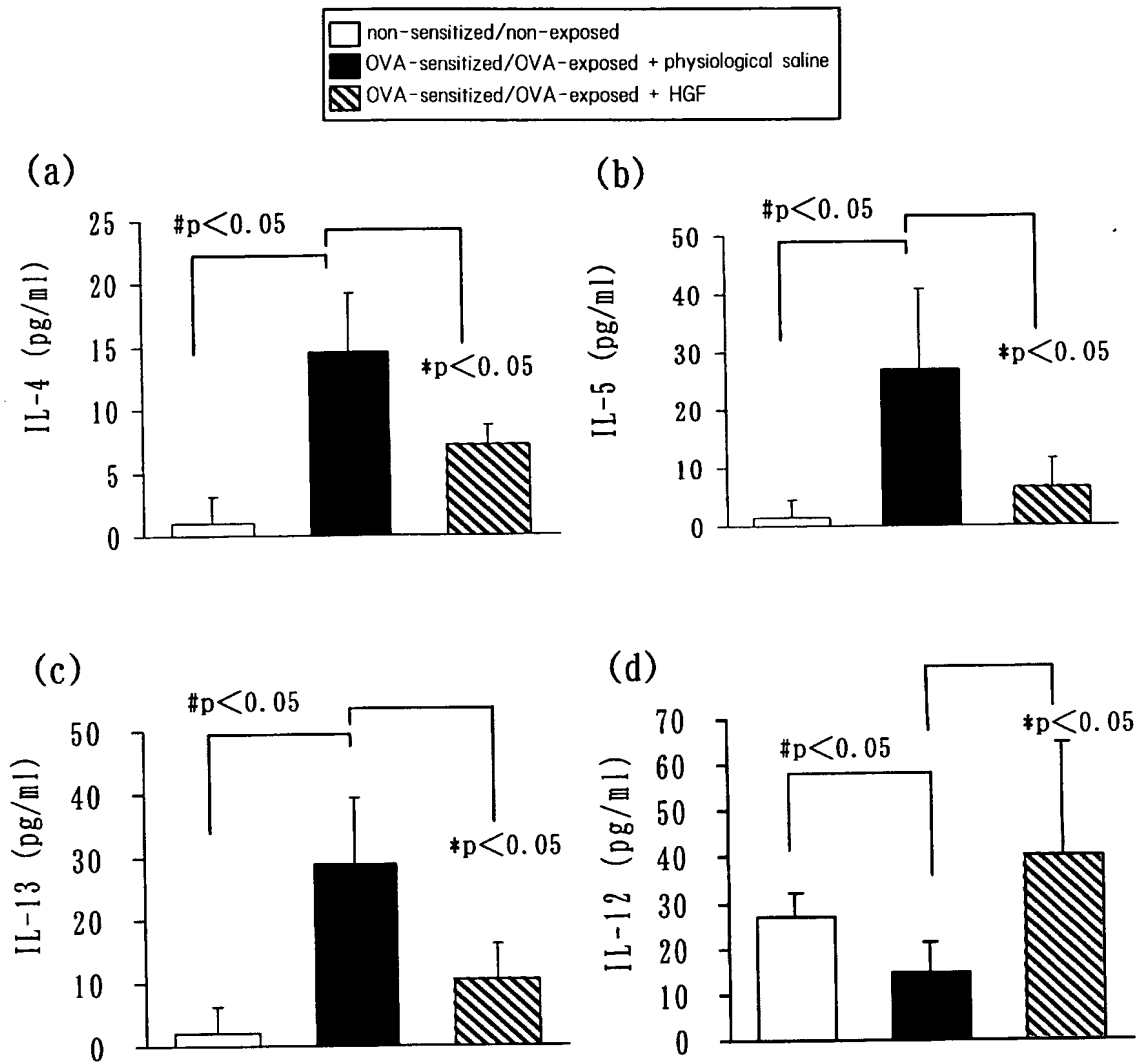 non-sensitized/non-exposed
OVA-sensitized/OVA-exposed + physiological saline
OVA-sensitized/OVA-exposed + HGF
(a)
#p<0.05
*p<0.05
IL-4 (pg/ml)
25
20
15
10
5
0
(b)
#p<0.05
*p<0.05
IL-5 (pg/ml)
50
40
30
20
10
0
(c)
#p<0.05
*p<0.05
IL-13 (pg/ml)
50
40
30
20
10
0
(d)
#p<0.05
*p<0.05
IL-12 (pg/ml)
70
60
50
40
30
20
10
0